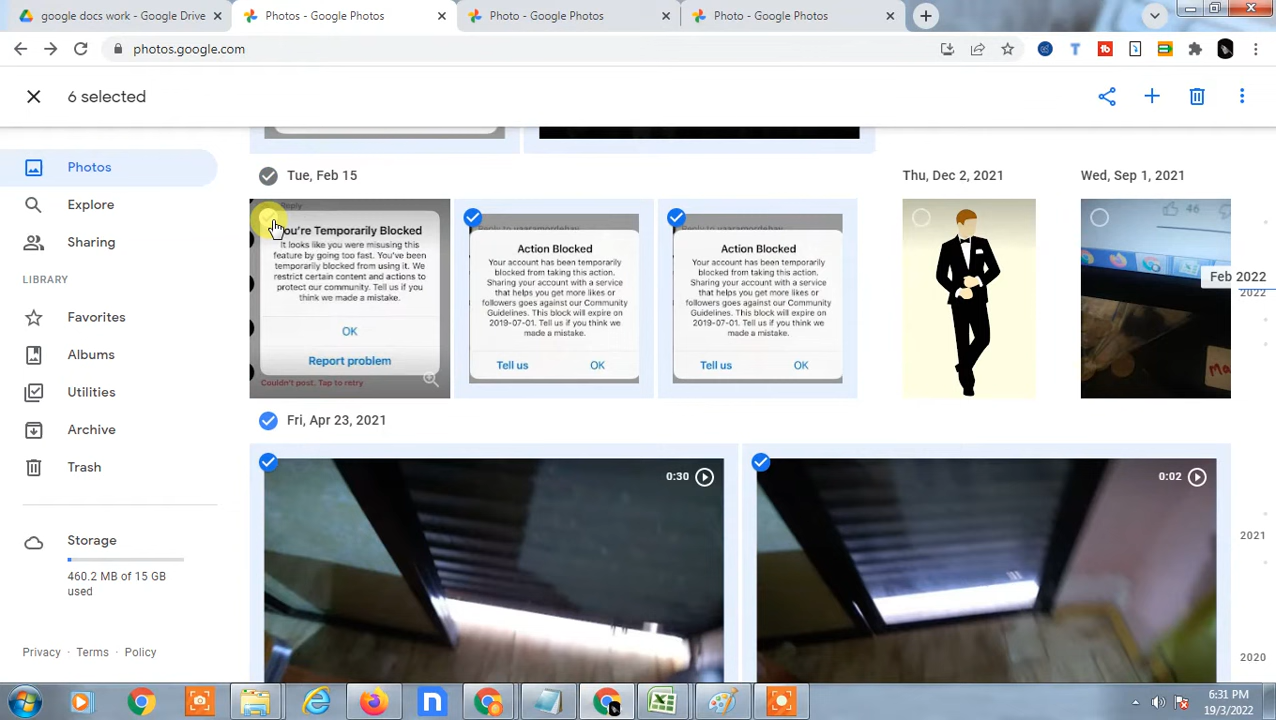 google docs work - Google Drive
Photos - Google Photos
Photo - Google Photos
Photo - Google Photos
photos.google.com
6 selected
Photos
Explore
Sharing
LIBRARY
Favorites
Albums
Utilities
Archive
Trash
Storage
460.2 MB of 15 GB
used
Privacy · Terms · Policy
Tue, Feb 15
Thu, Dec 2, 2021
Wed, Sep 1, 2021
Reply
You're Temporarily Blocked
It looks like you were misusing this
feature by going too fast. You've been
temporarily blocked from using it. We
restrict certain content and actions to
protect our community. Tell us if you
think we made a mistake.
OK
Report problem
Couldn't post. Tap to retry
Action Blocked
Your account has been temporarily
blocked from taking this action.
Sharing your account with a service
that helps you get more likes or
followers goes against our Community
Guidelines. This block will expire on
2019-07-01. Tell us if you think we
made a mistake.
Tell us OK
Action Blocked
Your account has been temporarily
blocked from taking this action.
Sharing your account with a service
that helps you get more likes or
followers goes against our Community
Guidelines. This block will expire on
2019-07-01. Tell us if you think we
made a mistake.
Tell us OK
46
Feb 2022
2022
Fri, Apr 23, 2021
0:30
0:02
2021
2020
6:31 PM
19/3/2022